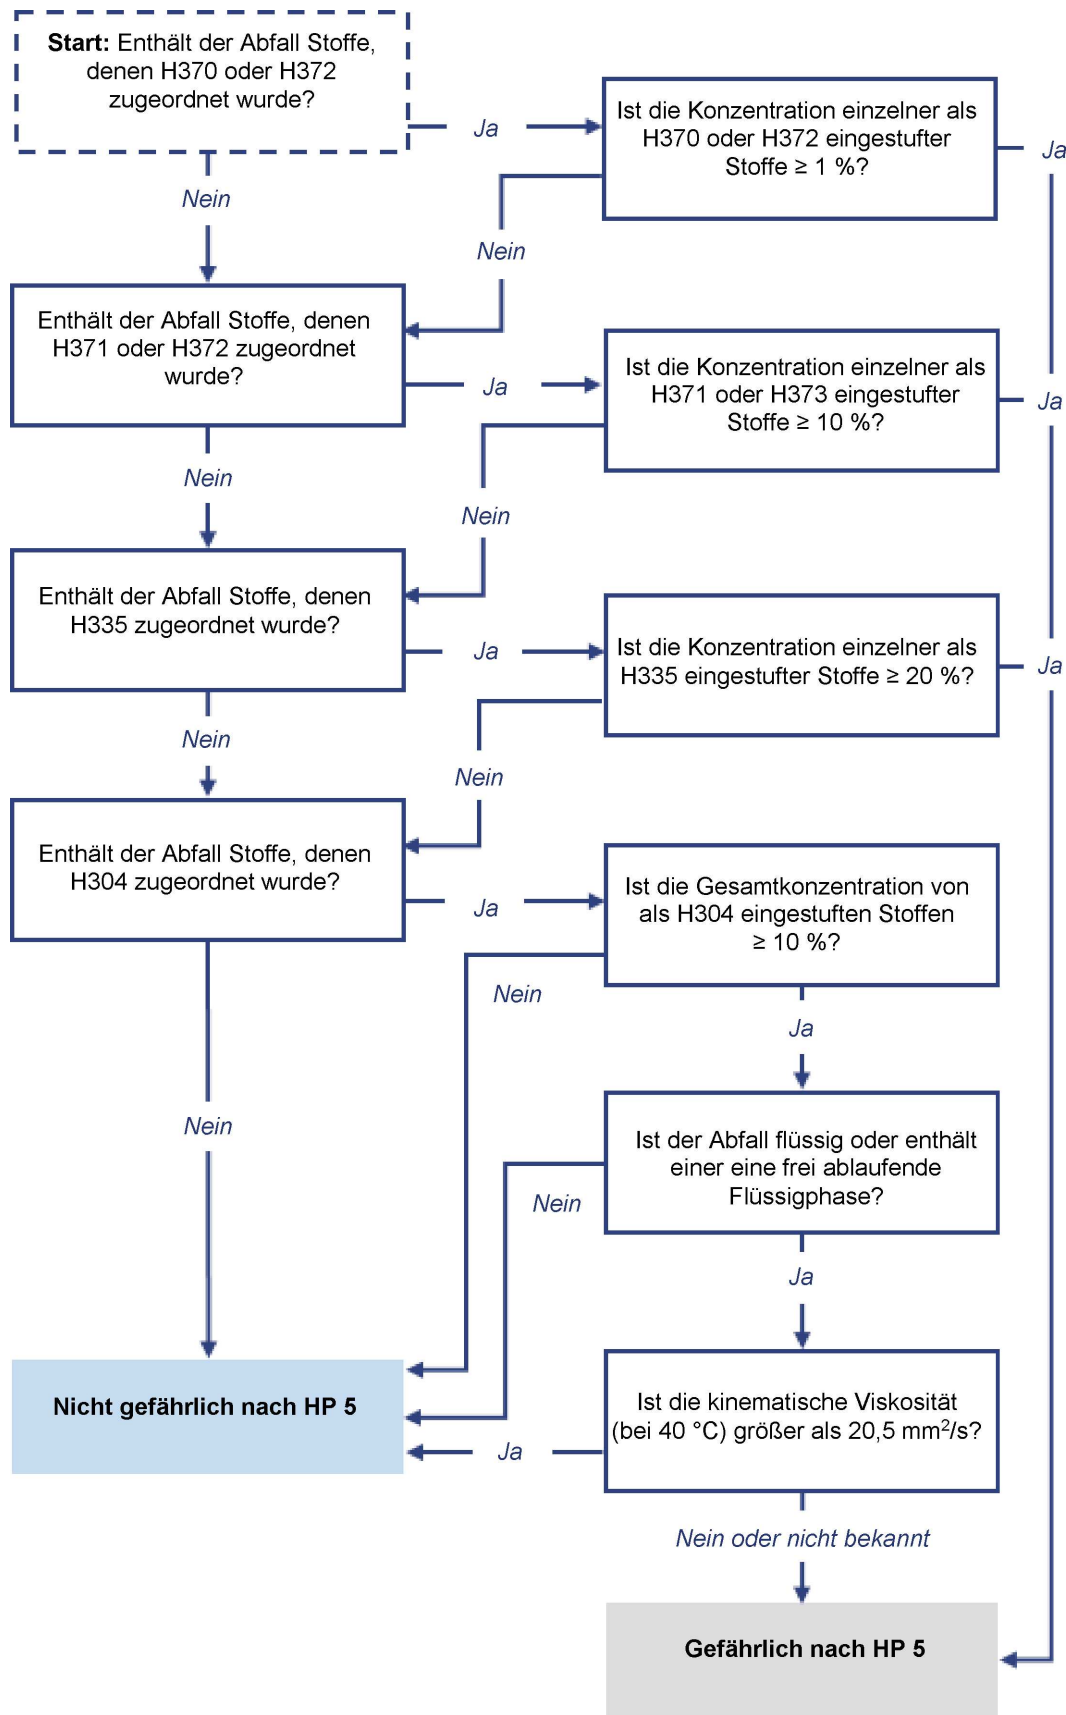 Start: Enthält der Abfall Stoffe,
denen H370 oder H372
zugeordnet wurde?
Ja
Ist die Konzentration einzelner als
H370 oder H372 eingestufter
Stoffe ≥ 1 %?
Ja
Nein
Nein
Enthält der Abfall Stoffe, denen
H371 oder H372 zugeordnet
wurde?
Ja
Ist die Konzentration einzelner als
H371 oder H373 eingestufter
Stoffe ≥ 10 %?
Ja
Nein
Nein
Enthält der Abfall Stoffe, denen
H335 zugeordnet wurde?
Ja
Ist die Konzentration einzelner als
H335 eingestufter Stoffe ≥ 20 %?
Ja
Nein
Nein
Enthält der Abfall Stoffe, denen
H304 zugeordnet wurde?
Ja
Ist die Gesamtkonzentration von
als H304 eingestuften Stoffen
≥ 10 %?
Nein
Ja
Nein
Ist der Abfall flüssig oder enthält
einer eine frei ablaufende
Flüssigphase?
Nein
Ja
Ist die kinematische Viskosität
(bei 40 °C) größer als 20,5 mm²/s?
Ja
Nicht gefährlich nach HP 5
Nein oder nicht bekannt
Gefährlich nach HP 5